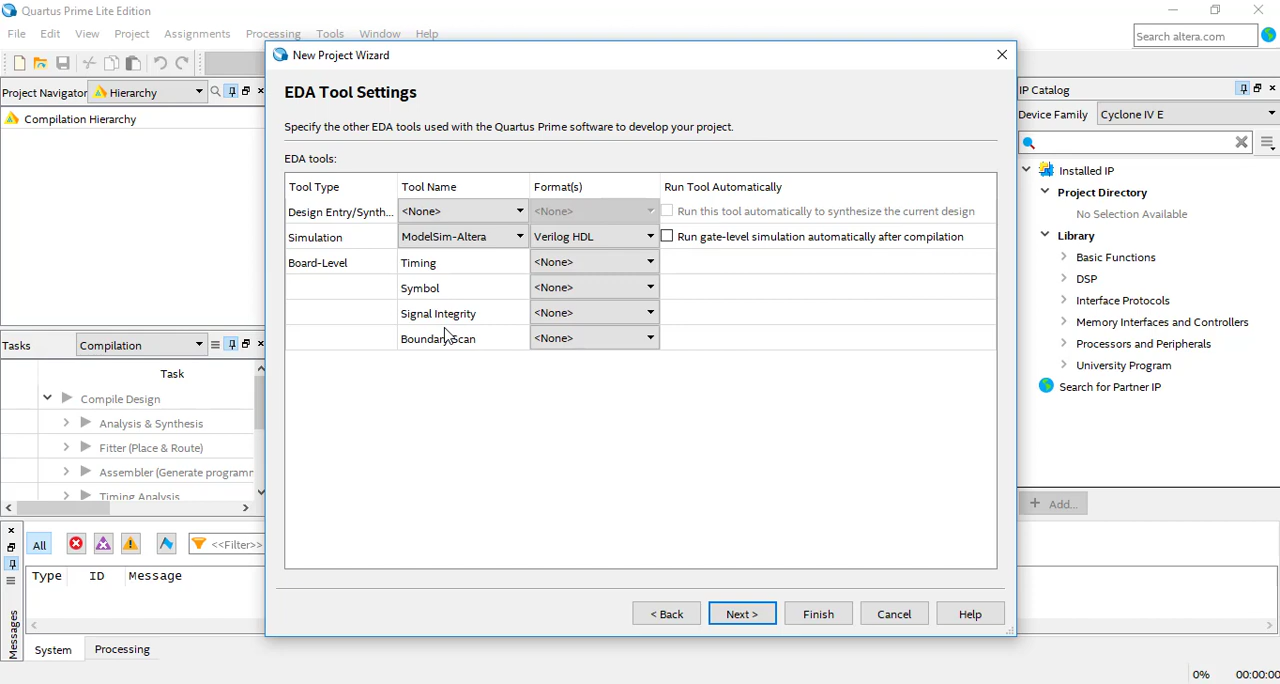 Quartus Prime Lite Edition
File Edit View Project Assignments Processing Tools Window Help
Search altera.com
Project Navigator Hierarchy
Compilation Hierarchy
Tasks Compilation
Task
Compile Design
Analysis & Synthesis
Fitter (Place & Route)
Assembler (Generate programm
Timing Analysis
New Project Wizard
EDA Tool Settings
Specify the other EDA tools used with the Quartus Prime software to develop your project.
EDA tools:
Tool Type Tool Name Format(s) Run Tool Automatically
Design Entry/Synth... <None> <None> Run this tool automatically to synthesize the current design
Simulation ModelSim-Altera Verilog HDL Run gate-level simulation automatically after compilation
Board-Level Timing <None>
Symbol <None>
Signal Integrity <None>
Boundary Scan <None>
< Back Next > Finish Cancel Help
IP Catalog
Device Family Cyclone IV E
Installed IP
Project Directory
No Selection Available
Library
Basic Functions
DSP
Interface Protocols
Memory Interfaces and Controllers
Processors and Peripherals
University Program
Search for Partner IP
+ Add...
All <<Filter>>
Type ID Message
Messages
System Processing
0% 00:00:00